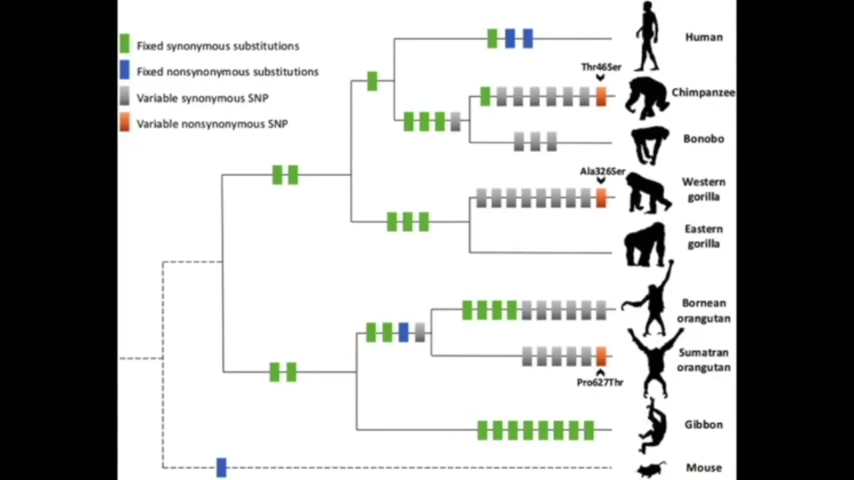 Fixed synonymous substitutions
Fixed nonsynonymous substitutions
Variable synonymous SNP
Variable nonsynonymous SNP
Human
Thr46Ser
Chimpanzee
Bonobo
Ala326Ser
Western
gorilla
Eastern
gorilla
Bornean
orangutan
Sumatran
orangutan
Pro627Thr
Gibbon
Mouse